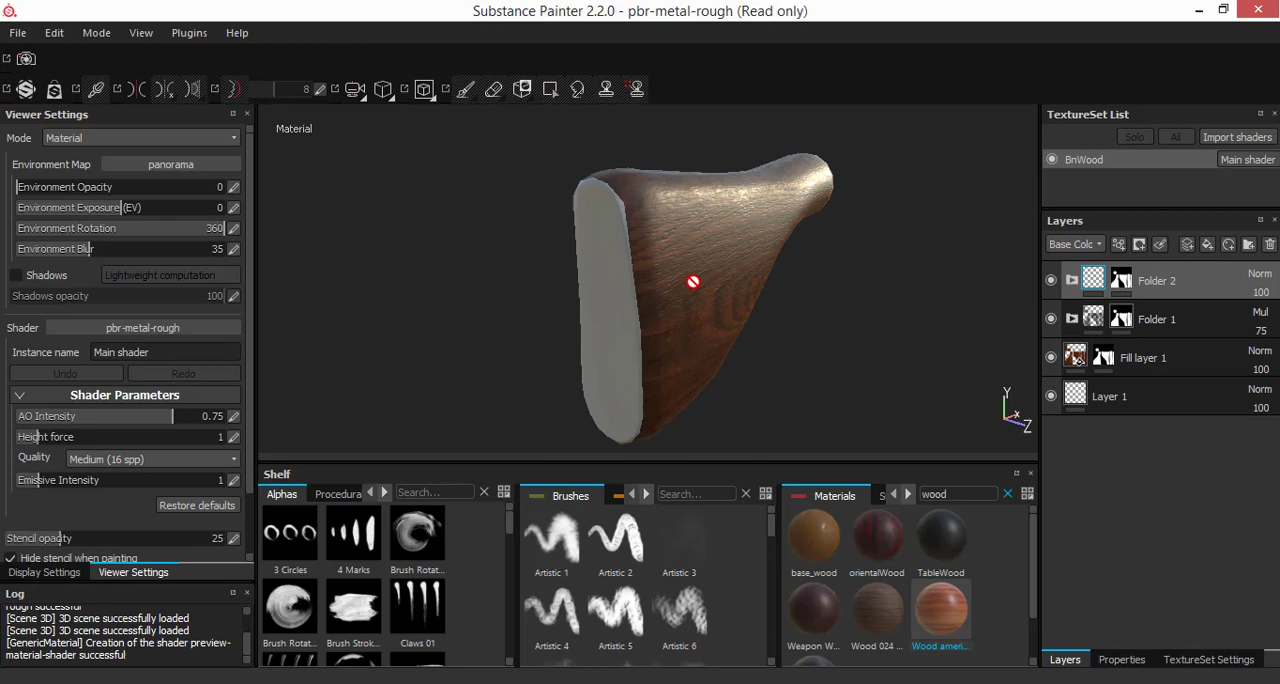 Substance Painter 2.2.0 - pbr-metal-rough (Read only)
File Edit Mode View Plugins Help
8
Viewer Settings
Mode Material
Environment Map panorama
Environment Opacity 0
Environment Exposure (EV) 0
Environment Rotation 360
Environment Blur 35
Shadows Lightweight computation
Shadows opacity 100
Shader pbr-metal-rough
Instance name Main shader
Undo Redo
Shader Parameters
AO Intensity 0.75
Height force 1
Quality Medium (16 spp)
Emissive Intensity 1
Restore defaults
Stencil opacity 25
Hide stencil when painting
Display Settings Viewer Settings
Log
rough successful
[Scene 3D] 3D scene successfully loaded
[Scene 3D] 3D scene successfully loaded
[GenericMaterial] Creation of the shader preview-
material-shader successful
Material
Y
X
Z
Shelf
Alphas Procedura Search...
3 Circles 4 Marks Brush Rotat...
Brush Rotat... Brush Strok... Claws 01
Brushes Search...
Artistic 1 Artistic 2 Artistic 3
Artistic 4 Artistic 5 Artistic 6
Materials S wood
base_wood orientalWood TableWood
Weapon W... Wood 024 ... Wood ameri...
TextureSet List
Solo All Import shaders
BnWood Main shader
Layers
Base Colc
Folder 2 Norm
100
Folder 1 Mul
75
Fill layer 1 Norm
100
Layer 1 Norm
100
Layers Properties TextureSet Settings